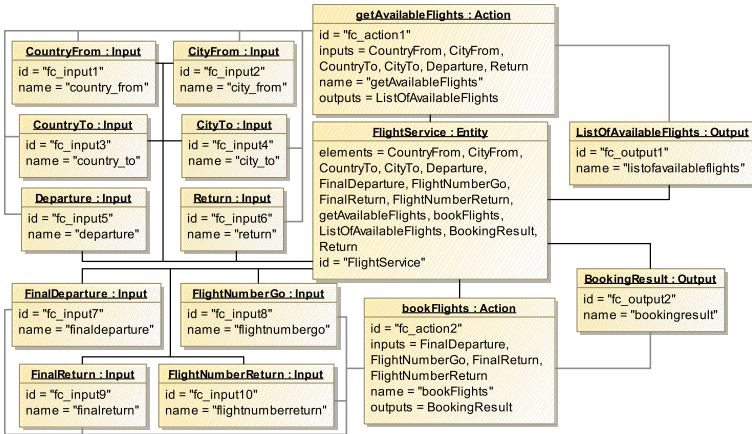 getAvailableFlights : Action
id = "fc_action1"
inputs = CountryFrom, CityFrom,
CountryTo, CityTo, Departure, Return
name = "getAvailableFlights"
outputs = ListOfAvailableFlights
CountryFrom : Input
id = "fc_input1"
name = "country_from"
CityFrom : Input
id = "fc_input2"
name = "city_from"
CountryTo : Input
id = "fc_input3"
name = "country_to"
CityTo : Input
id = "fc_input4"
name = "city_to"
FlightService : Entity
elements = CountryFrom, CityFrom,
CountryTo, CityTo, Departure,
FinalDeparture, FlightNumberGo,
FinalReturn, FlightNumberReturn,
getAvailableFlights, bookFlights,
ListOfAvailableFlights, BookingResult,
Return
id = "FlightService"
ListOfAvailableFlights : Output
id = "fc_output1"
name = "listofavailableflights"
Departure : Input
id = "fc_input5"
name = "departure"
Return : Input
id = "fc_input6"
name = "return"
FinalDeparture : Input
id = "fc_input7"
name = "finaldeparture"
FlightNumberGo : Input
id = "fc_input8"
name = "flightnumbergo"
BookingResult : Output
id = "fc_output2"
name = "bookingresult"
bookFlights : Action
id = "fc_action2"
inputs = FinalDeparture,
FlightNumberGo, FinalReturn,
FlightNumberReturn
name = "bookFlights"
outputs = BookingResult
FinalReturn : Input
id = "fc_input9"
name = "finalreturn"
FlightNumberReturn : Input
id = "fc_input10"
name = "flightnumberreturn"